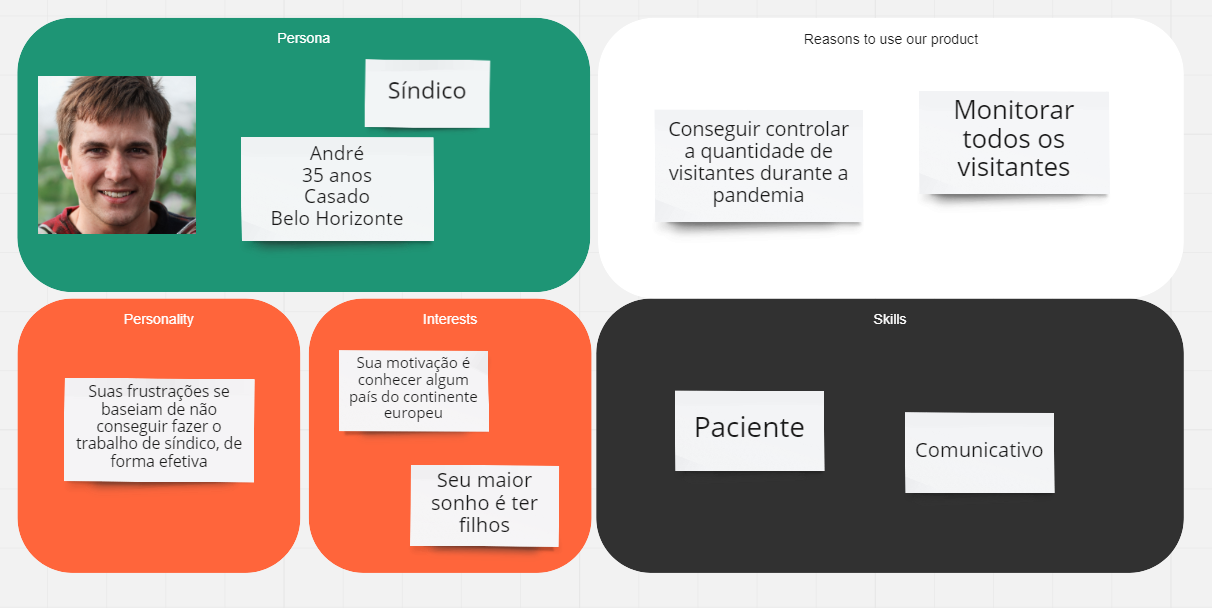 Persona
Síndico
André
35 anos
Casado
Belo Horizonte
Reasons to use our product
Conseguir controlar
a quantidade de
visitantes durante a
pandemia
Monitorar
todos os
visitantes
Personality
Suas frustrações se
baseiam de não
conseguir fazer o
trabalho de síndico, de
forma efetiva
Interests
Sua motivação é
conhecer algum
país do continente
europeu
Seu maior
sonho é ter
filhos
Skills
Paciente
Comunicativo